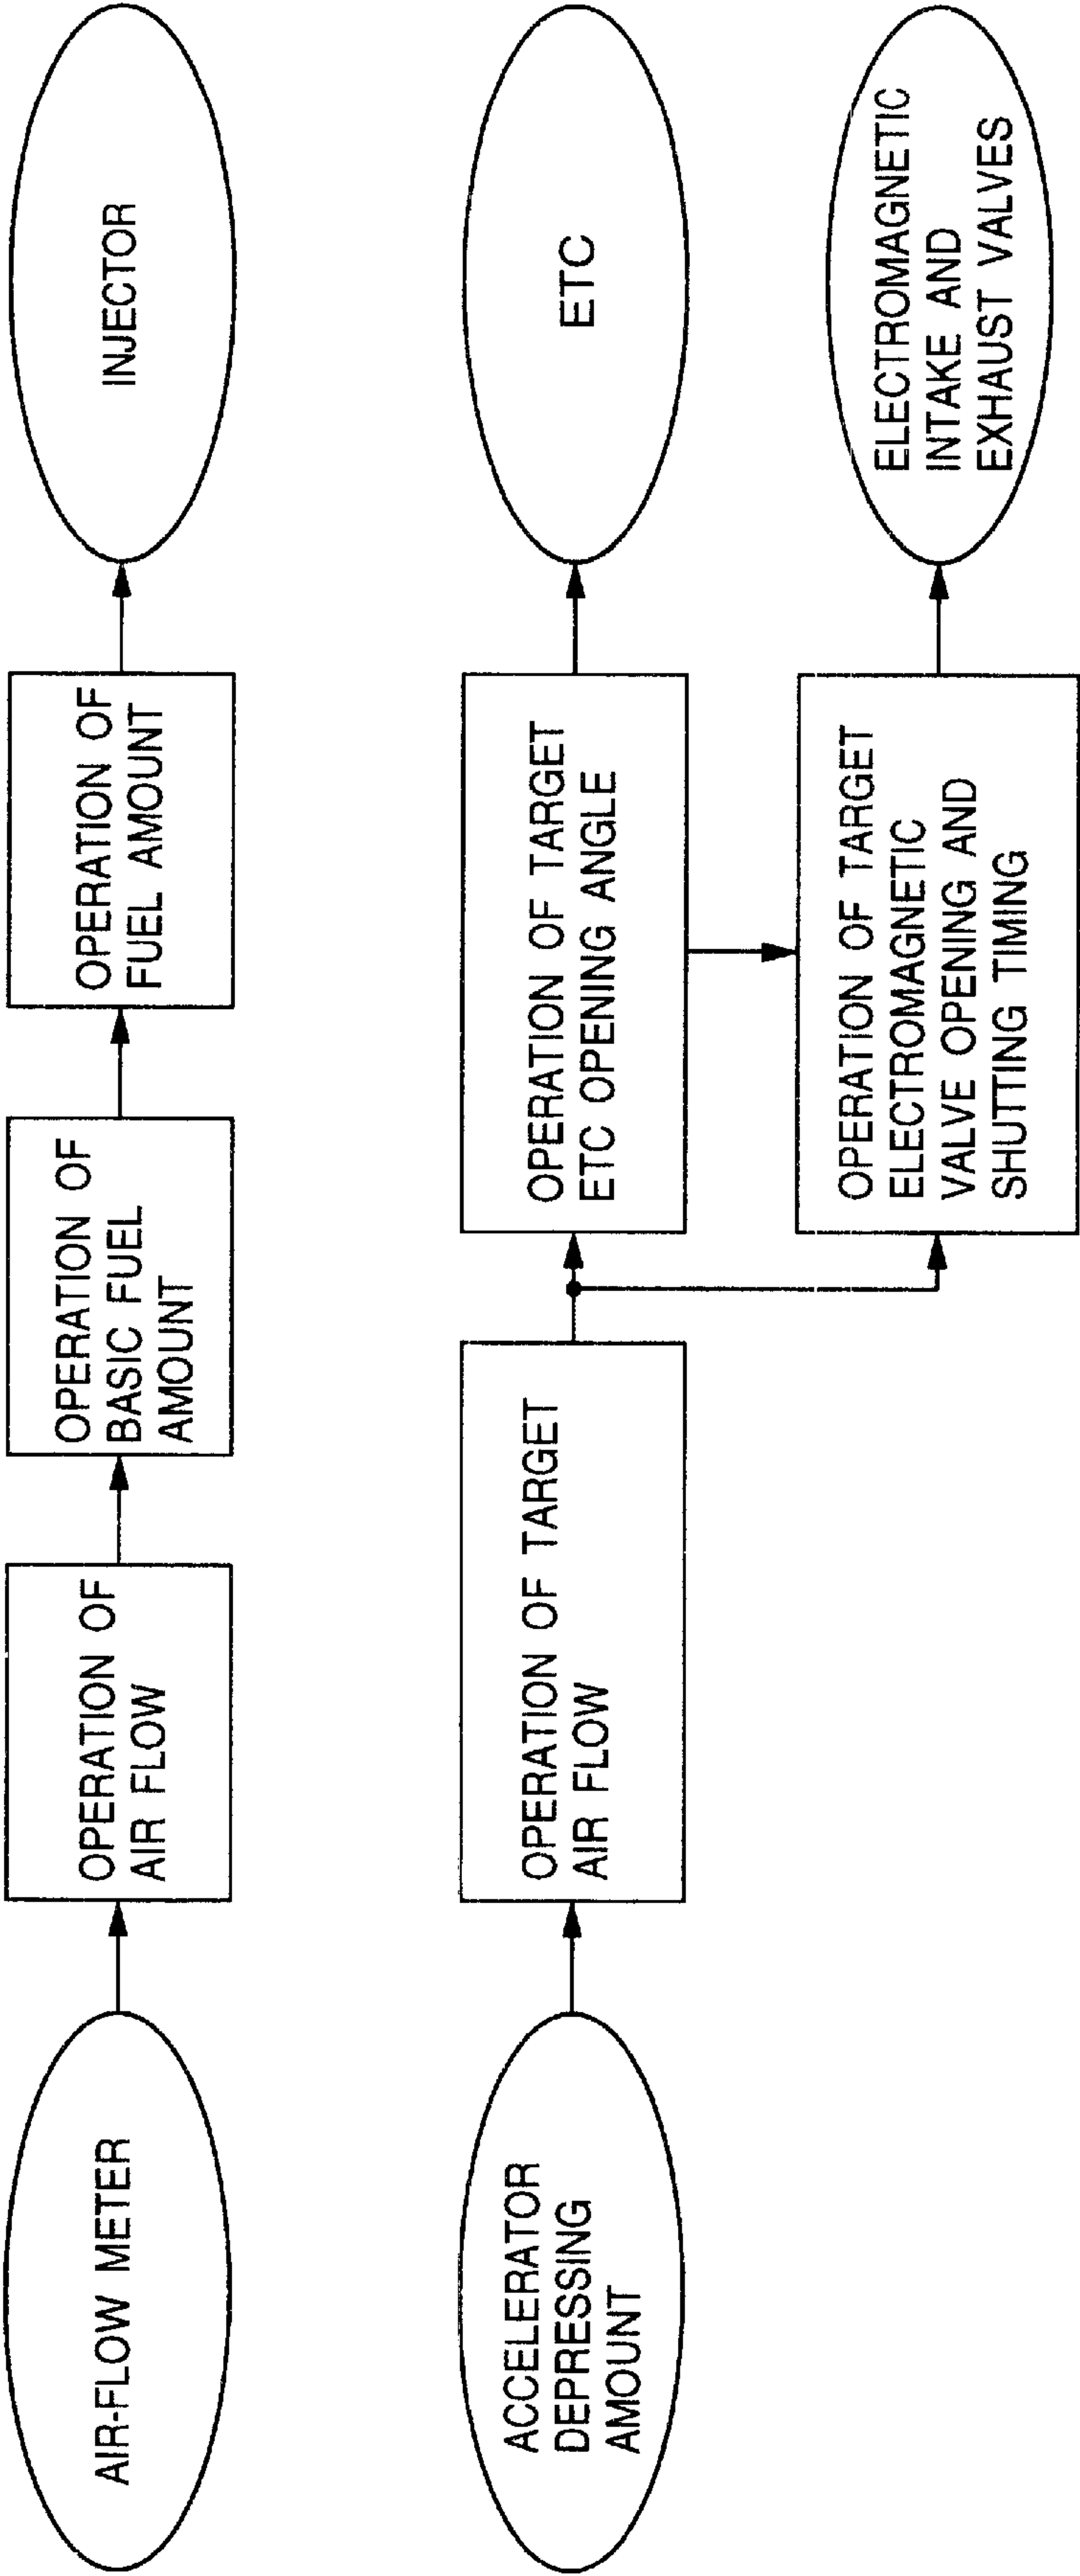 AIR-FLOW METER
OPERATION OF
AIR FLOW
OPERATION OF
BASIC FUEL
AMOUNT
OPERATION OF
FUEL AMOUNT
INJECTOR
ACCELERATOR
DEPRESSING
AMOUNT
OPERATION OF TARGET
AIR FLOW
OPERATION OF TARGET
ETC OPENING ANGLE
ETC
OPERATION OF TARGET
ELECTROMAGNETIC
VALVE OPENING AND
SHUTTING TIMING
ELECTROMAGNETIC
INTAKE AND
EXHAUST VALVES